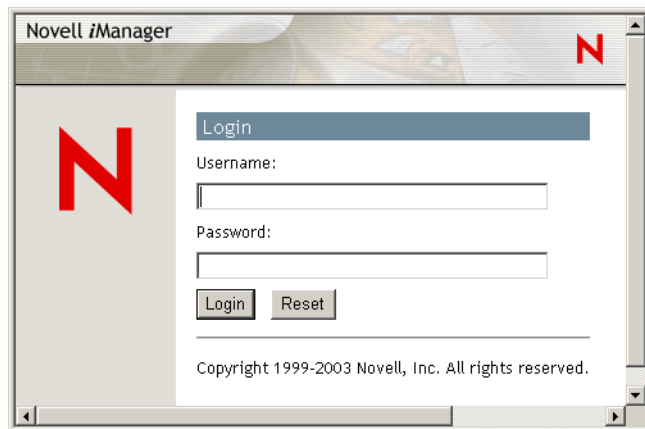 Novell iManager
N
N
Login
Username:
Password:
Login Reset
Copyright 1999-2003 Novell, Inc. All rights reserved.